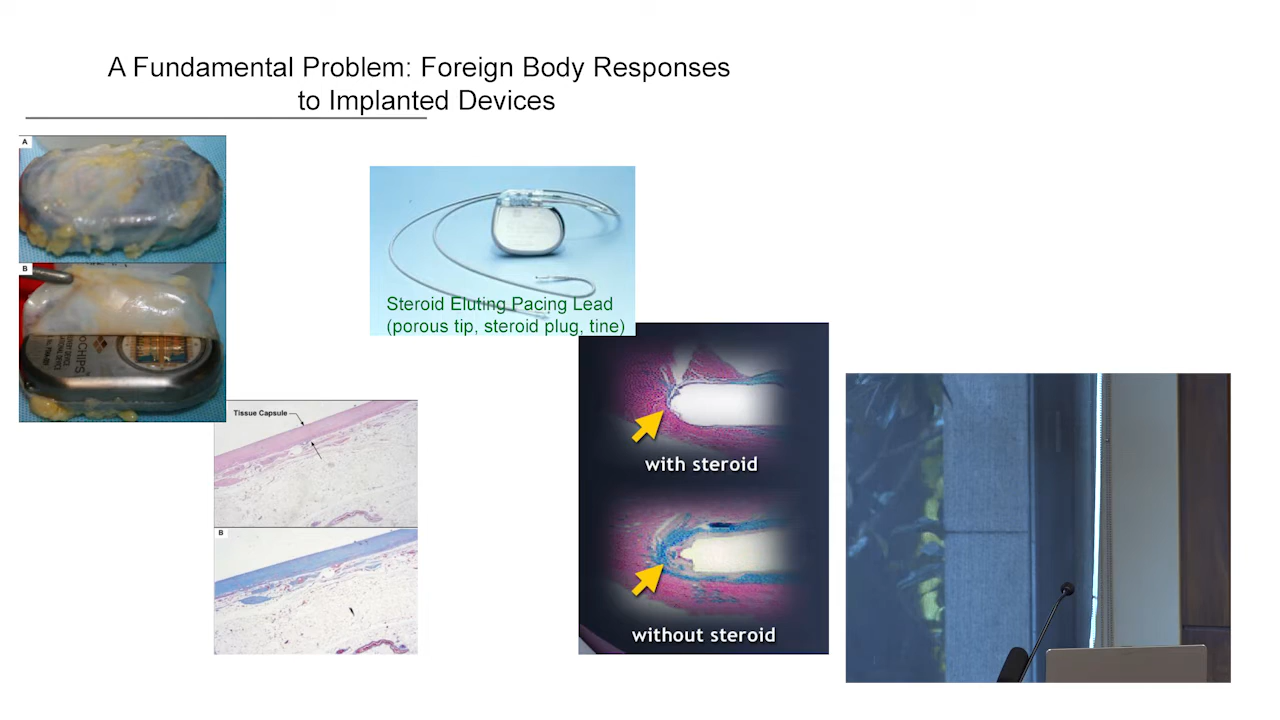 A Fundamental Problem: Foreign Body Responses
to Implanted Devices
A
B
OCHIPS
Steroid Eluting Pacing Lead
(porous tip, steroid plug, tine)
Tissue Capsule
B
with steroid
without steroid